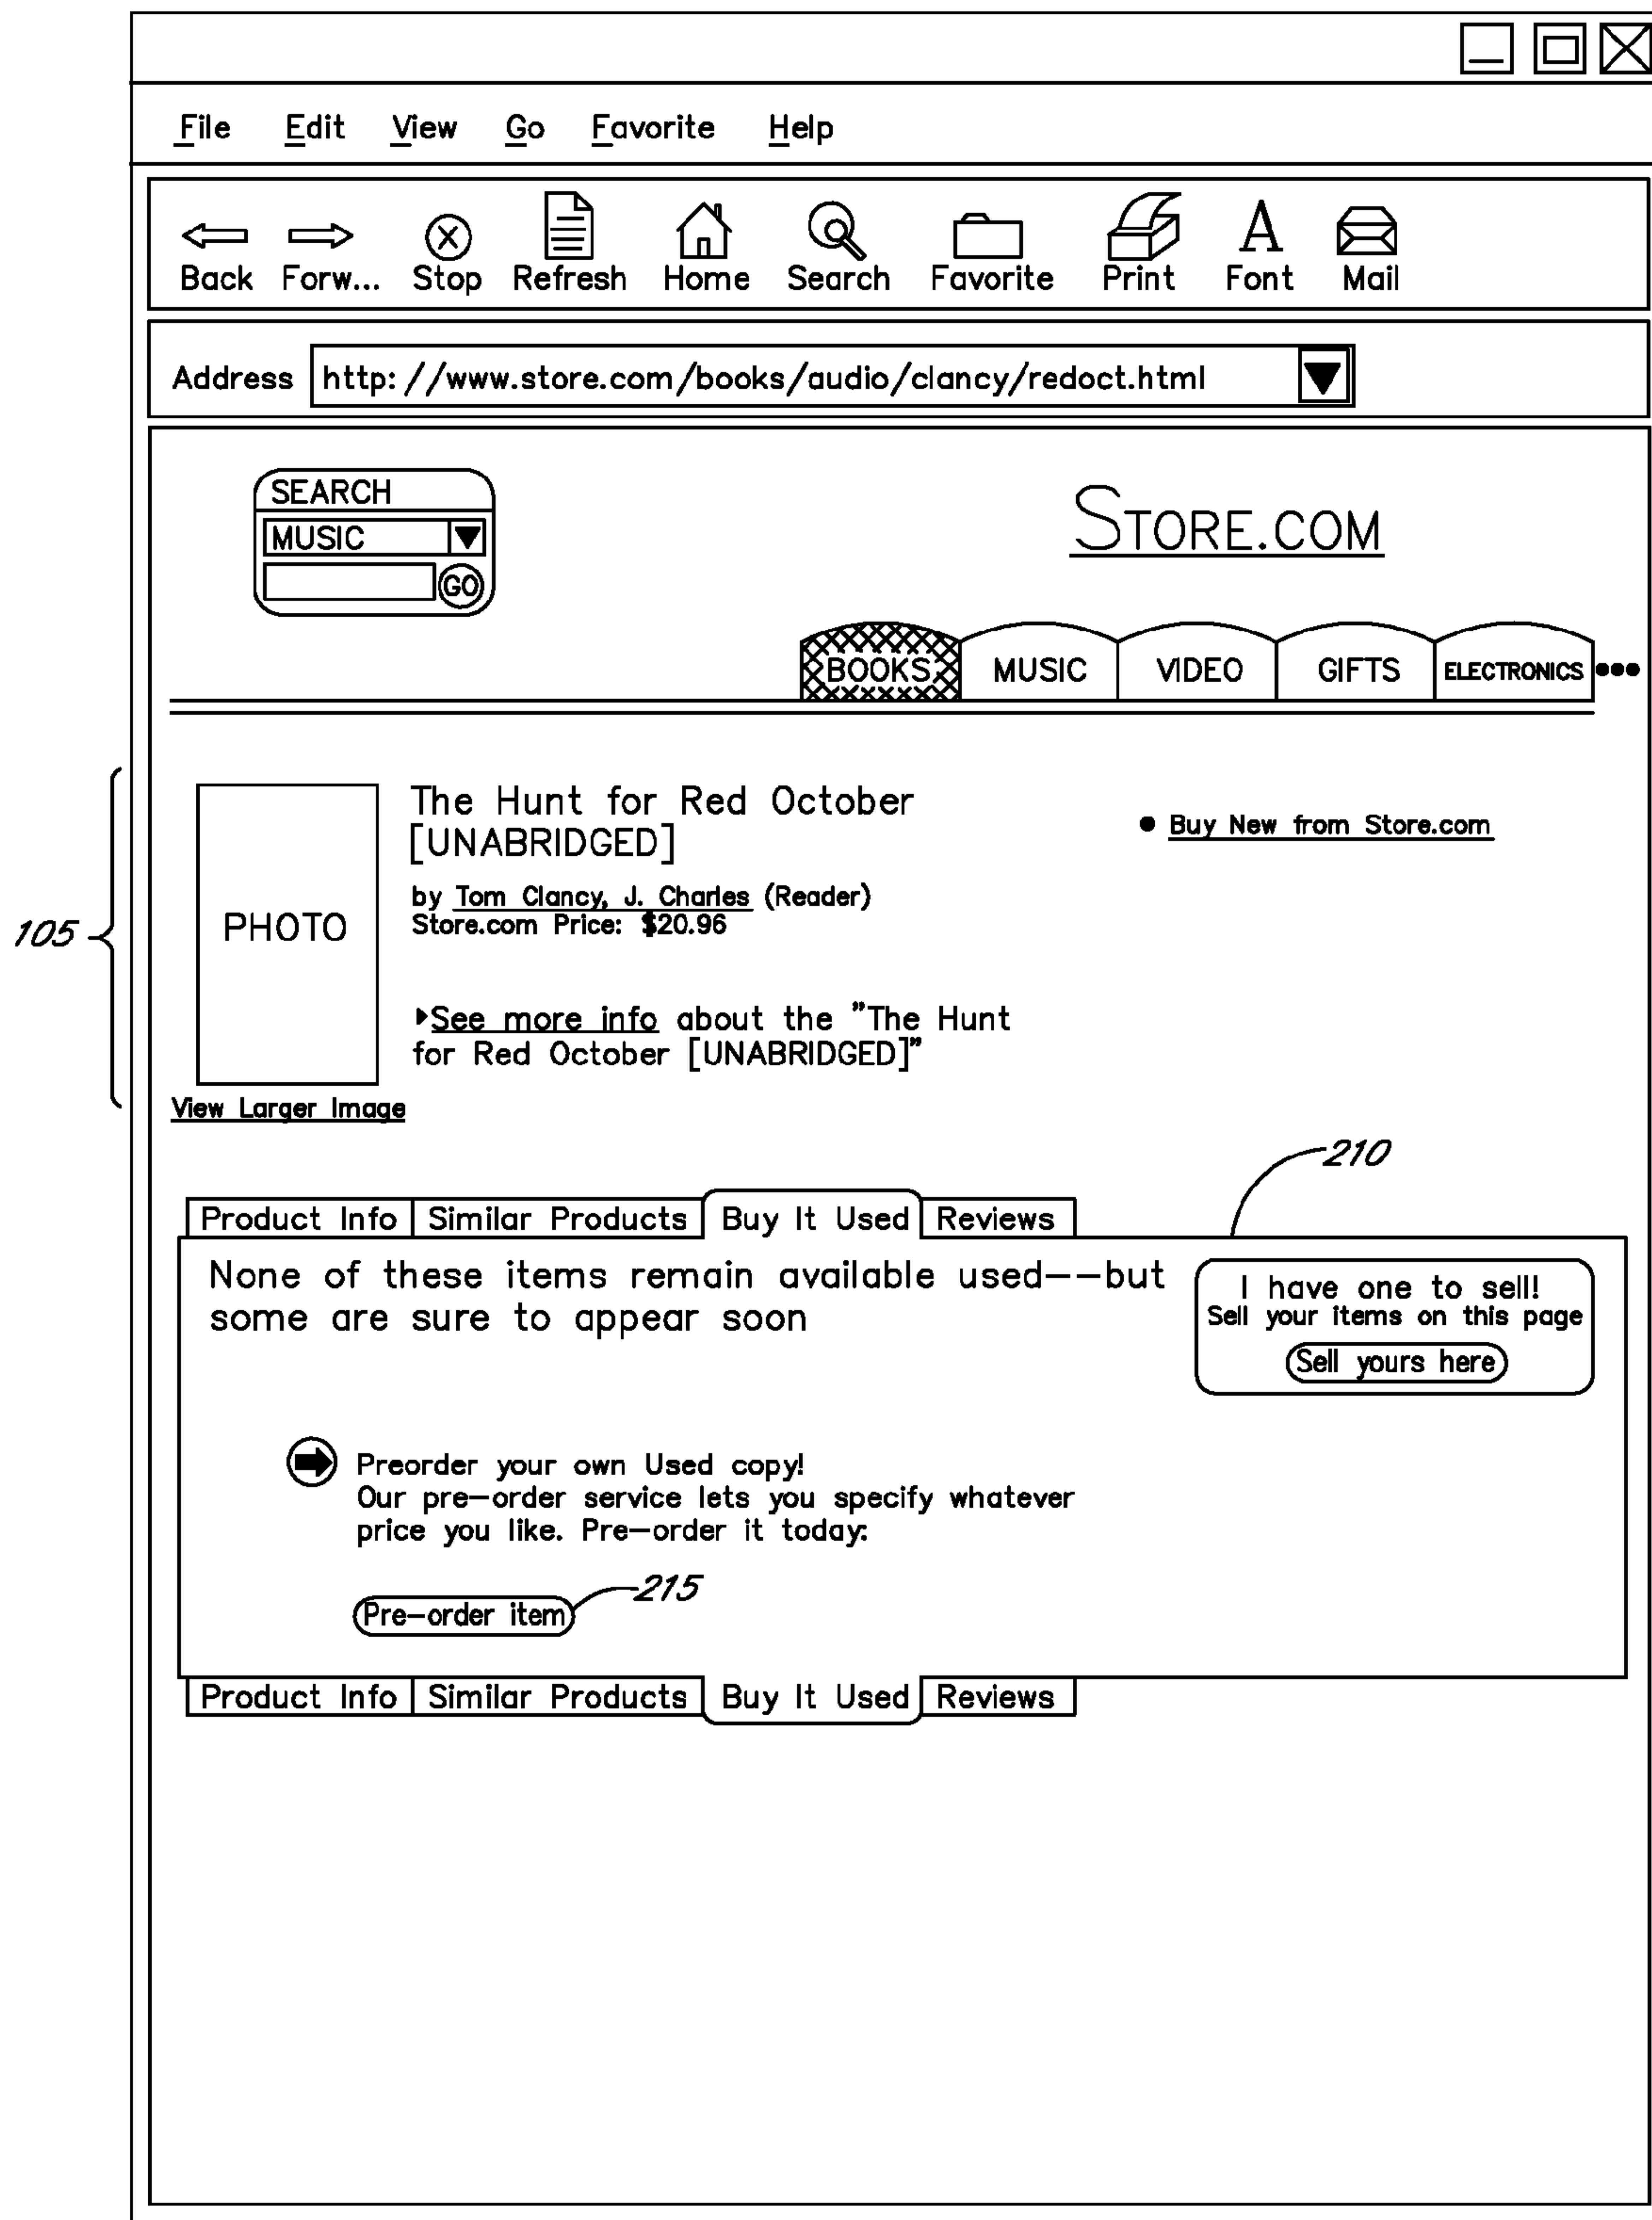 File Edit View Go Favorite Help
Back Forw... Stop Refresh Home Search Favorite Print Font Mail
Address http://www.store.com/books/audio/clancy/redoct.html
SEARCH
MUSIC
GO
STORE.COM
BOOKS MUSIC VIDEO GIFTS ELECTRONICS
105
PHOTO
View Larger Image
The Hunt for Red October
[UNABRIDGED]
by Tom Clancy, J. Charles (Reader)
Store.com Price: $20.96
See more info about the "The Hunt
for Red October [UNABRIDGED]"
• Buy New from Store.com
210
Product Info Similar Products Buy It Used Reviews
None of these items remain available used--but
some are sure to appear soon
I have one to sell!
Sell your items on this page
Sell yours here
Preorder your own Used copy!
Our pre-order service lets you specify whatever
price you like. Pre-order it today:
Pre-order item
215
Product Info Similar Products Buy It Used Reviews